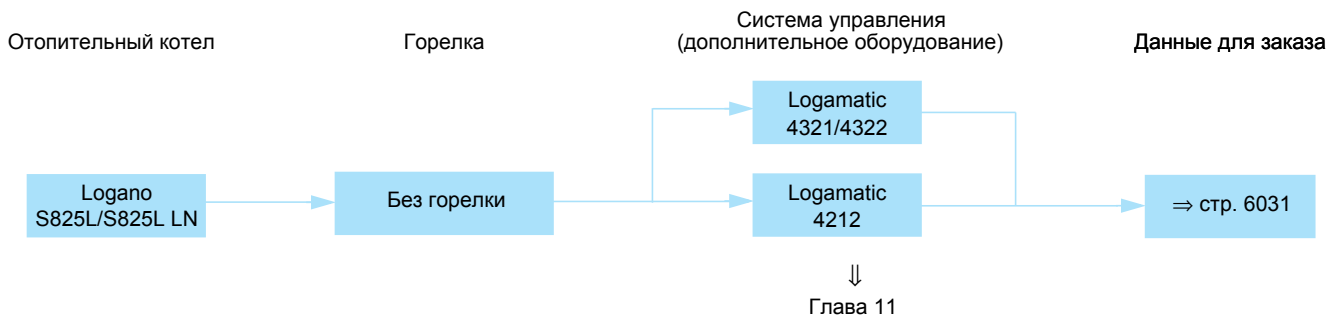 Отопительный котел
Горелка
Система управления
(дополнительное оборудование)
Данные для заказа
Logamatic
4321/4322
Logano
S825L/S825L LN
Без горелки
Logamatic
4212
⇒ стр. 6031
⇓
Глава 11